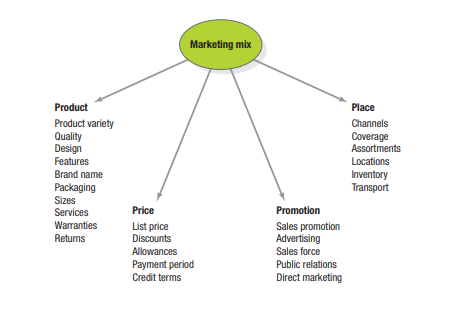 Marketing mix
Product
Product variety
Quality
Design
Features
Brand name
Packaging
Sizes
Services
Warranties
Returns
Price
List price
Discounts
Allowances
Payment period
Credit terms
Promotion
Sales promotion
Advertising
Sales force
Public relations
Direct marketing
Place
Channels
Coverage
Assortments
Locations
Inventory
Transport